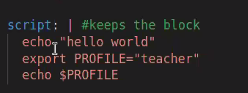 script: | #keeps the block
echo "hello world"
export PROFILE="teacher"
echo $PROFILE